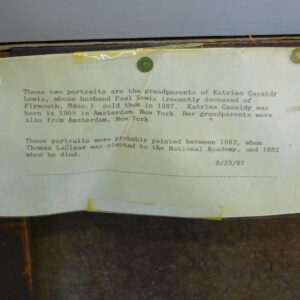 These two portraits are the grandparents of Katrina Cassidy
Lewis, whose husband Paul Lewis (recently deceased of
Plymouth, Mass.) sold them in 1987. Katrina Cassidy was
born in 1905 in Amsterdam, New York. Her grandparents were
also from Amsterdam, New York.
These portraits were probably painted between 1863, when
Thomas LaClear was elected to the National Academy, and 1882
when he died.
8/23/87